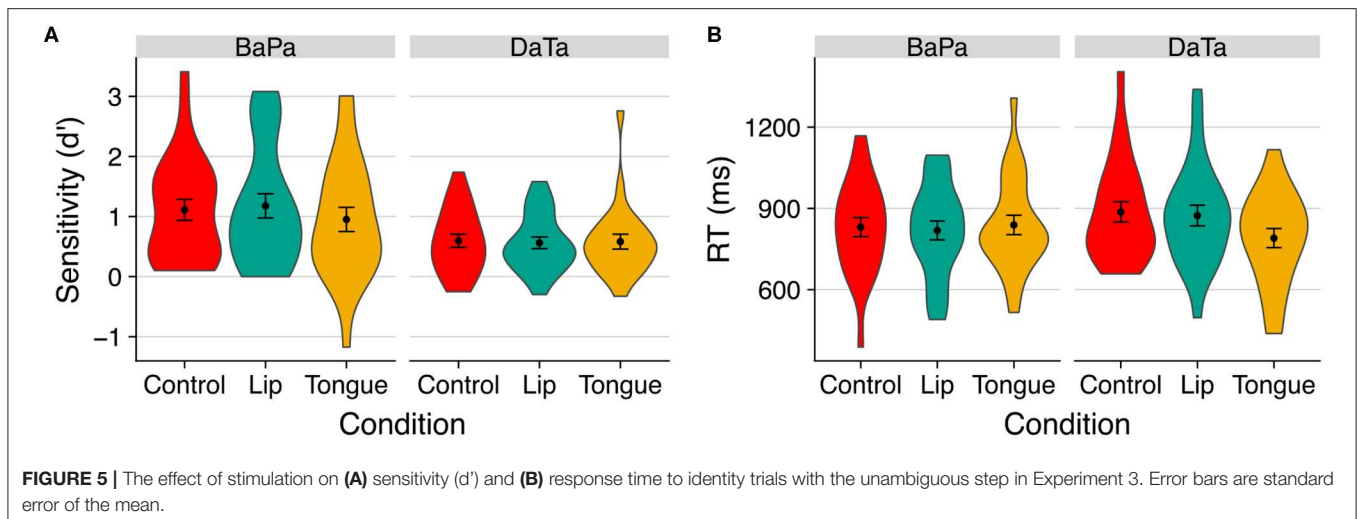 A
BaPa
DaTa
Sensitivity (d')
3
2
1
0
−1
Control Lip Tongue
Control Lip Tongue
Condition
B
BaPa
DaTa
RT (ms)
1200
900
600
Control Lip Tongue
Control Lip Tongue
Condition
FIGURE 5 | The effect of stimulation on (A) sensitivity (d’) and (B) response time to identity trials with the unambiguous step in Experiment 3. Error bars are standard
error of the mean.